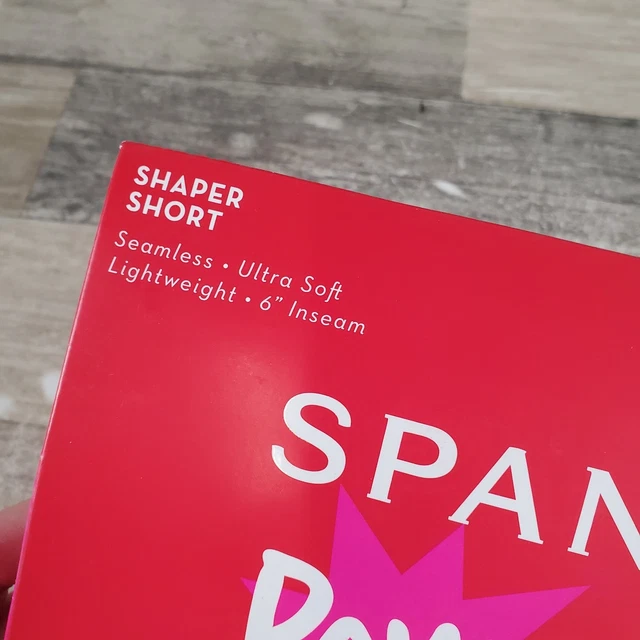 SHAPER
SHORT
Seamless • Ultra Soft
Lightweight • 6" Inseam
SPAN